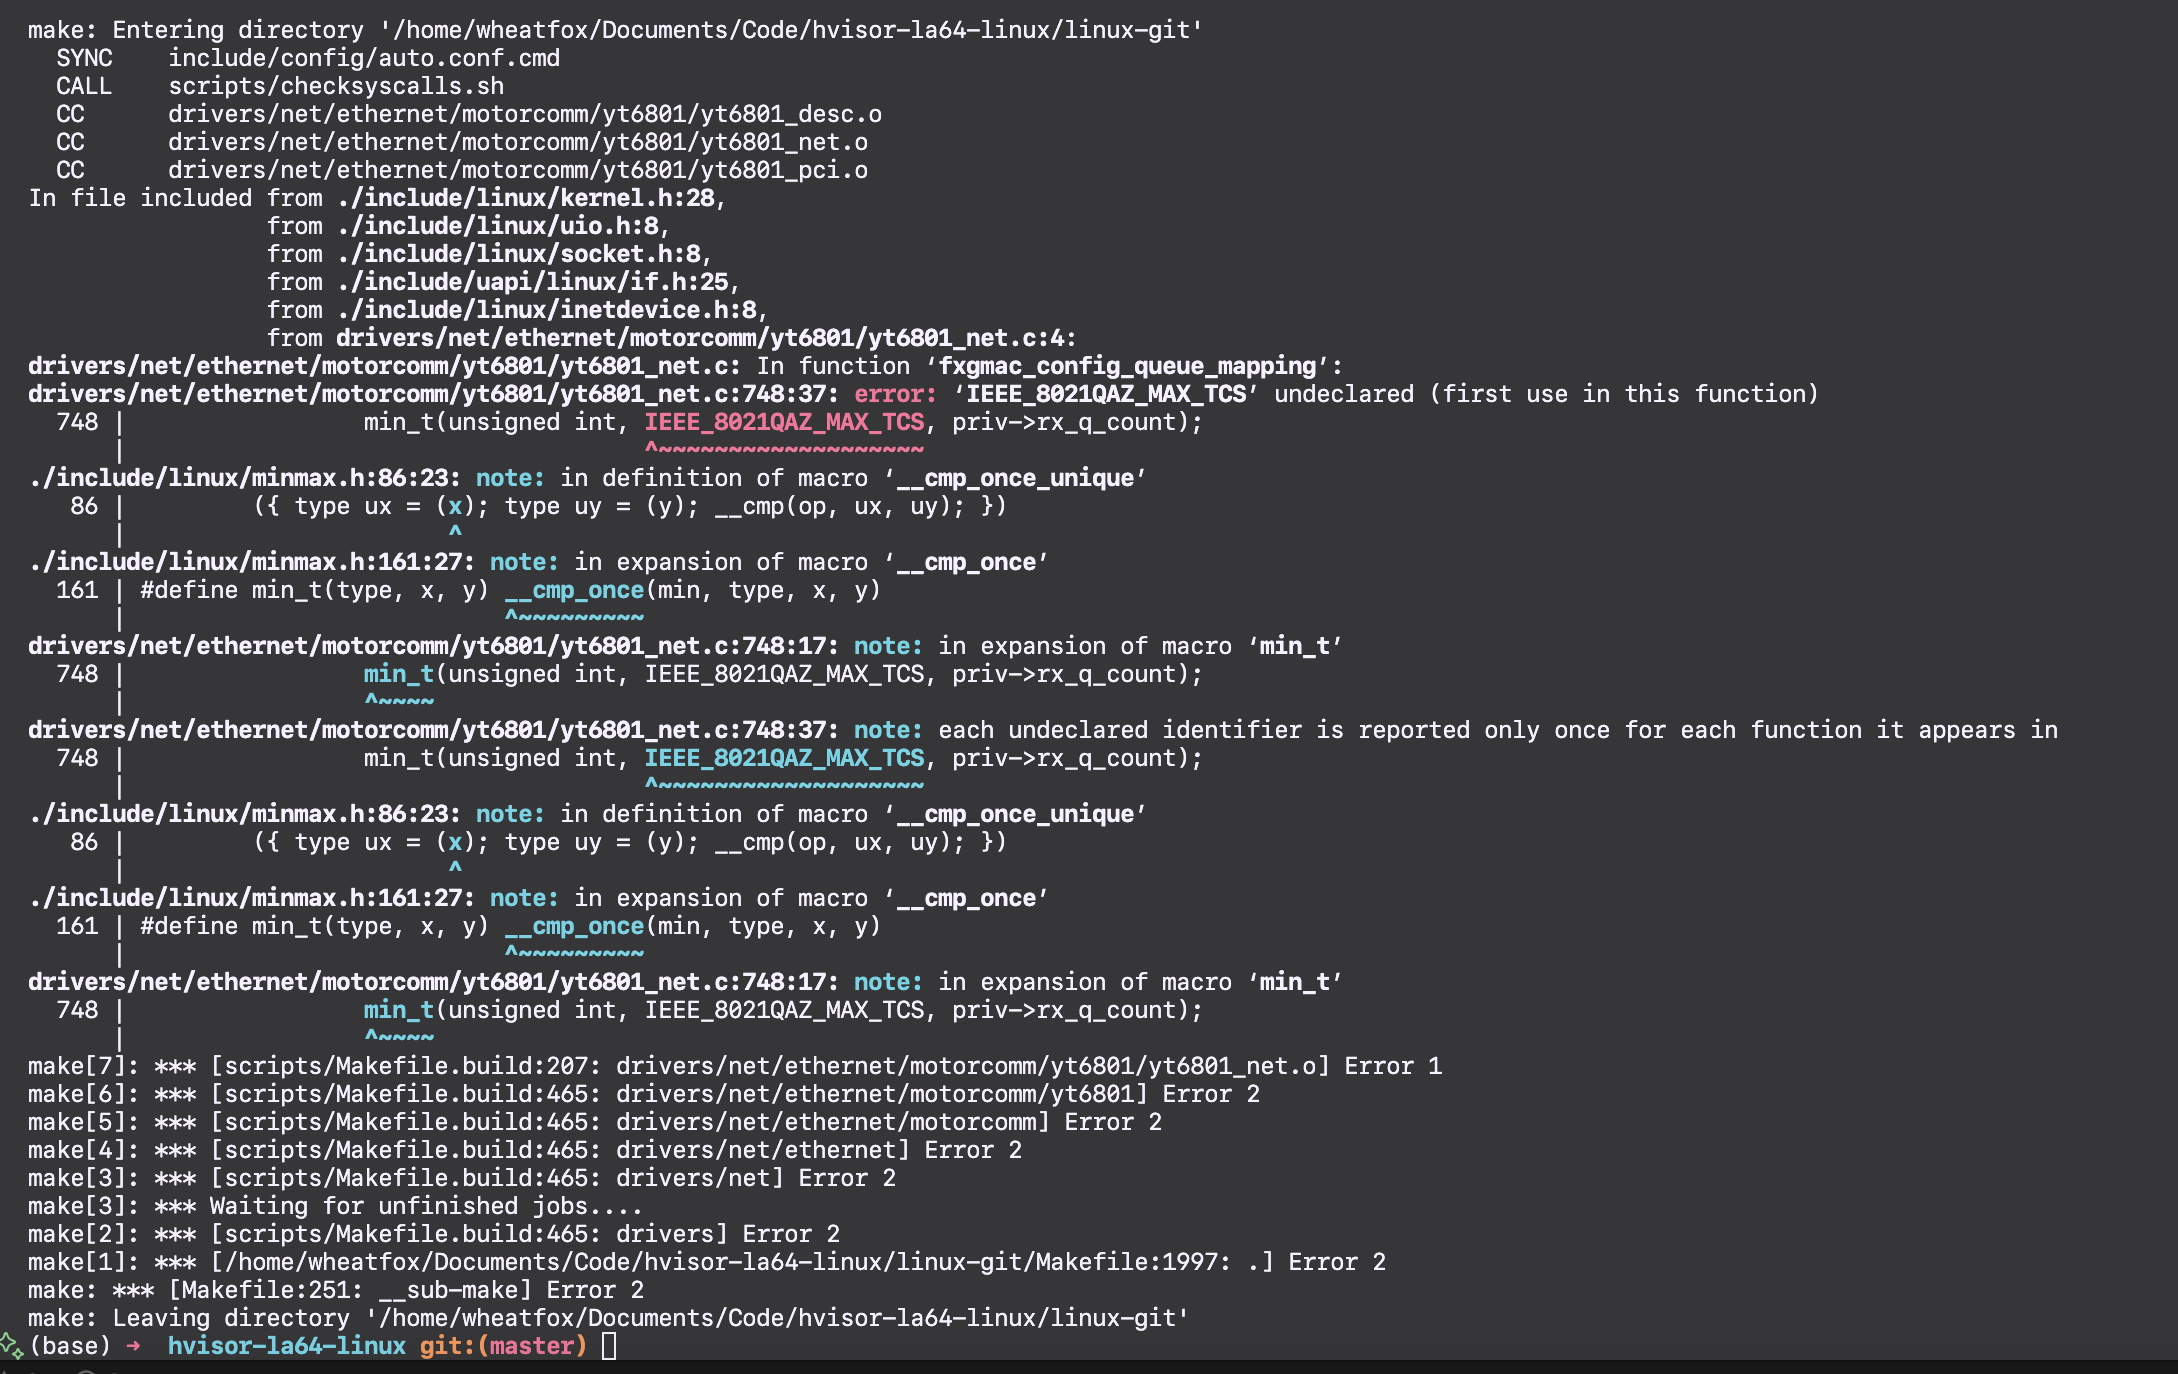 make: Entering directory '/home/wheatfox/Documents/Code/hvisor-la64-linux/linux-git'
  SYNC    include/config/auto.conf.cmd
  CALL    scripts/checksyscalls.sh
  CC      drivers/net/ethernet/motorcomm/yt6801/yt6801_desc.o
  CC      drivers/net/ethernet/motorcomm/yt6801/yt6801_net.o
  CC      drivers/net/ethernet/motorcomm/yt6801/yt6801_pci.o
In file included from ./include/linux/kernel.h:28,
                 from ./include/linux/uio.h:8,
                 from ./include/linux/socket.h:8,
                 from ./include/uapi/linux/if.h:25,
                 from ./include/linux/inetdevice.h:8,
                 from drivers/net/ethernet/motorcomm/yt6801/yt6801_net.c:4:
drivers/net/ethernet/motorcomm/yt6801/yt6801_net.c: In function ‘fxgmac_config_queue_mapping’:
drivers/net/ethernet/motorcomm/yt6801/yt6801_net.c:748:37: error: ‘IEEE_8021QAZ_MAX_TCS’ undeclared (first use in this function)
  748 |                 min_t(unsigned int, IEEE_8021QAZ_MAX_TCS, priv->rx_q_count);
      |                                     ^~~~~~~~~~~~~~~~~~~~
./include/linux/minmax.h:86:23: note: in definition of macro ‘__cmp_once_unique’
   86 |         ({ type ux = (x); type uy = (y); __cmp(op, ux, uy); })
      |                       ^
./include/linux/minmax.h:161:27: note: in expansion of macro ‘__cmp_once’
  161 | #define min_t(type, x, y) __cmp_once(min, type, x, y)
      |                           ^~~~~~~~~~
drivers/net/ethernet/motorcomm/yt6801/yt6801_net.c:748:17: note: in expansion of macro ‘min_t’
  748 |                 min_t(unsigned int, IEEE_8021QAZ_MAX_TCS, priv->rx_q_count);
      |                 ^~~~~
drivers/net/ethernet/motorcomm/yt6801/yt6801_net.c:748:37: note: each undeclared identifier is reported only once for each function it appears in
  748 |                 min_t(unsigned int, IEEE_8021QAZ_MAX_TCS, priv->rx_q_count);
      |                                     ^~~~~~~~~~~~~~~~~~~~
./include/linux/minmax.h:86:23: note: in definition of macro ‘__cmp_once_unique’
   86 |         ({ type ux = (x); type uy = (y); __cmp(op, ux, uy); })
      |                       ^
./include/linux/minmax.h:161:27: note: in expansion of macro ‘__cmp_once’
  161 | #define min_t(type, x, y) __cmp_once(min, type, x, y)
      |                           ^~~~~~~~~~
drivers/net/ethernet/motorcomm/yt6801/yt6801_net.c:748:17: note: in expansion of macro ‘min_t’
  748 |                 min_t(unsigned int, IEEE_8021QAZ_MAX_TCS, priv->rx_q_count);
      |                 ^~~~~
make[7]: *** [scripts/Makefile.build:207: drivers/net/ethernet/motorcomm/yt6801/yt6801_net.o] Error 1
make[6]: *** [scripts/Makefile.build:465: drivers/net/ethernet/motorcomm/yt6801] Error 2
make[5]: *** [scripts/Makefile.build:465: drivers/net/ethernet/motorcomm] Error 2
make[4]: *** [scripts/Makefile.build:465: drivers/net/ethernet] Error 2
make[3]: *** [scripts/Makefile.build:465: drivers/net] Error 2
make[3]: *** Waiting for unfinished jobs....
make[2]: *** [scripts/Makefile.build:465: drivers] Error 2
make[1]: *** [/home/wheatfox/Documents/Code/hvisor-la64-linux/linux-git/Makefile:1997: .] Error 2
make: *** [Makefile:251: __sub-make] Error 2
make: Leaving directory '/home/wheatfox/Documents/Code/hvisor-la64-linux/linux-git'
(base) ➜  hvisor-la64-linux git:(master)